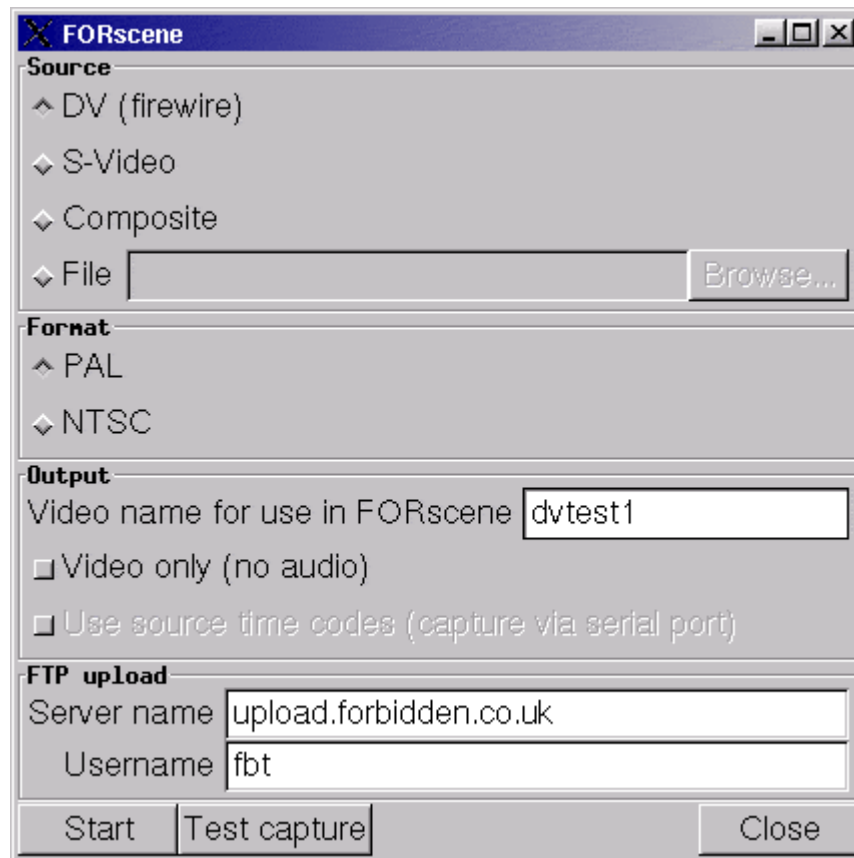 FORscene
Source
DV (firewire)
S-Video
Composite
File Browse...
Format
PAL
NTSC
Output
Video name for use in FORscene dvtest1
Video only (no audio)
Use source time codes (capture via serial port)
FTP upload
Server name upload.forbidden.co.uk
Username fbt
Start Test capture Close